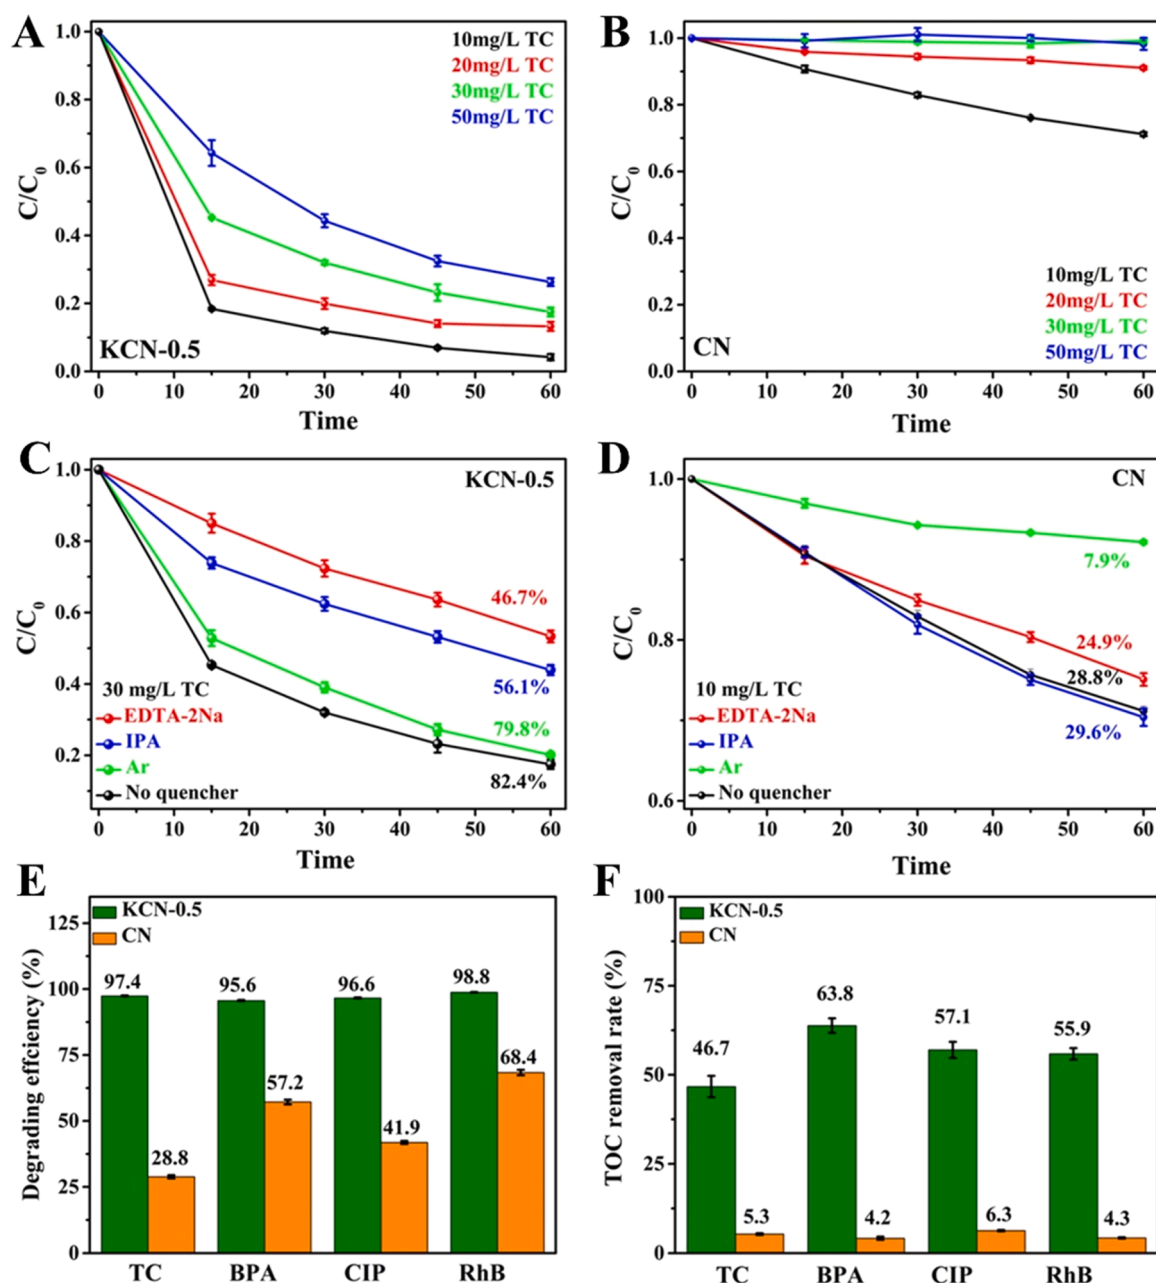 A
1.0
0.8
0.6
0.4
0.2
0.0
C/C0
10mg/L TC
20mg/L TC
30mg/L TC
50mg/L TC
KCN-0.5
0 10 20 30 40 50 60
Time
B
1.0
0.8
0.6
0.4
0.2
0.0
C/C0
10mg/L TC
20mg/L TC
30mg/L TC
50mg/L TC
CN
0 10 20 30 40 50 60
Time
C
1.0
0.8
0.6
0.4
0.2
C/C0
KCN-0.5
46.7%
56.1%
79.8%
82.4%
30 mg/L TC
EDTA-2Na
IPA
Ar
No quencher
0 10 20 30 40 50 60
Time
D
1.0
0.8
0.6
C/C0
CN
7.9%
24.9%
28.8%
29.6%
10 mg/L TC
EDTA-2Na
IPA
Ar
No quencher
0 10 20 30 40 50 60
Time
E
125
100
75
50
25
0
Degrading effciency (%)
KCN-0.5
CN
97.4 95.6 96.6 98.8
28.8 57.2 41.9 68.4
TC BPA CIP RhB
F
100
75
50
25
0
TOC removal rate (%)
KCN-0.5
CN
46.7 63.8 57.1 55.9
5.3 4.2 6.3 4.3
TC BPA CIP RhB